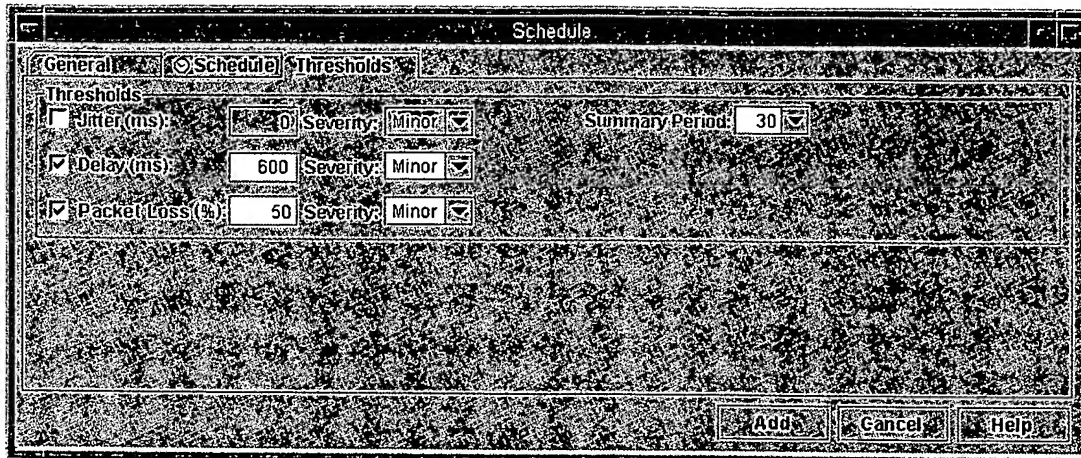 Schedule
General Schedule Thresholds
Thresholds
Jitter (ms): 0 Severity: Minor Summary Period: 30
Delay (ms): 600 Severity: Minor
Packet Loss (%) 50 Severity: Minor
Add Cancel Help